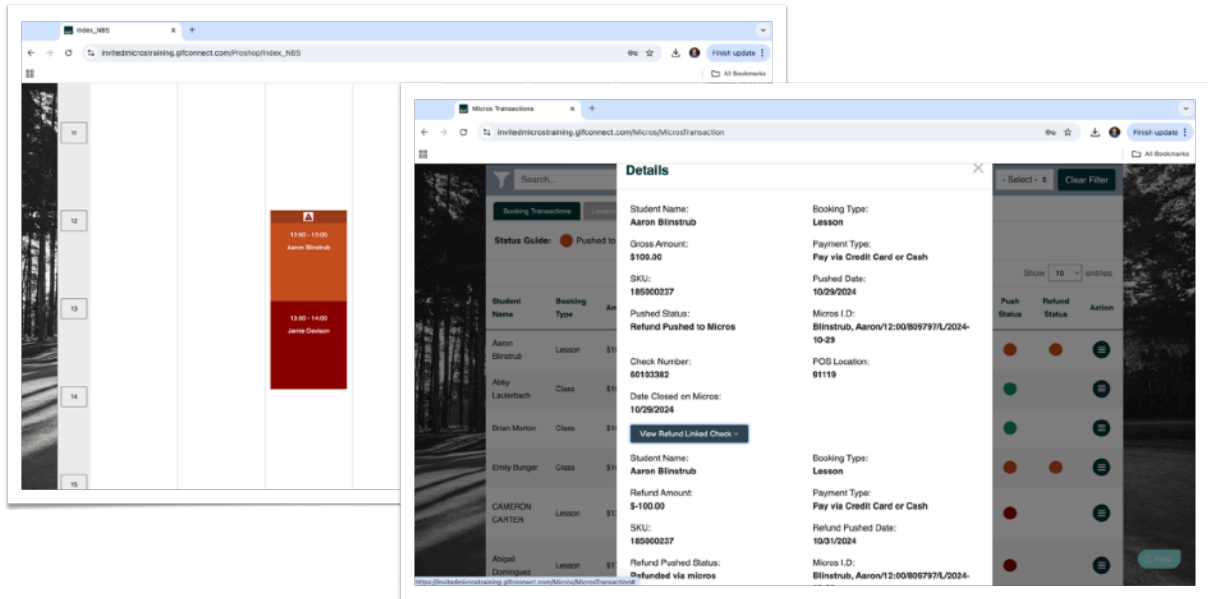 Index_NBS
invitedmicrostraining.glfconnect.com/Proshop/Index_NBS
Finish update
All Bookmarks
11
12
13
14
15
12:00 - 13:00
Aaron Blinstrub
13:00 - 14:00
Jamie Davison
Micros Transactions
invitedmicrostraining.glfconnect.com/Micros/MicrosTransaction
Finish update
All Bookmarks
Search...
- Select -
Clear Filter
Booking Transactions
Status Guide: Pushed to
Show 10 entries
Student Name
Booking Type
Push Status
Refund Status
Action
Aaron Blinstrub
Lesson
Abby Lauterbach
Class
Brian Morton
Class
Emily Bunger
Class
CAMERON CARTER
Lesson
Abigail Dominguez
Lesson
Details
Student Name:
Aaron Blinstrub
Booking Type:
Lesson
Gross Amount:
$100.00
Payment Type:
Pay via Credit Card or Cash
SKU:
185000237
Pushed Date:
10/29/2024
Pushed Status:
Refund Pushed to Micros
Micros I.D:
Blinstrub, Aaron/12:00/809797/L/2024-
10-29
Check Number:
60103382
POS Location:
91119
Date Closed on Micros:
10/29/2024
View Refund Linked Check
Student Name:
Aaron Blinstrub
Booking Type:
Lesson
Refund Amount:
$-100.00
Payment Type:
Pay via Credit Card or Cash
SKU:
185000237
Refund Pushed Date:
10/31/2024
Refund Pushed Status:
Refunded via micros
Micros I.D:
Blinstrub, Aaron/12:00/809797/L/2024-
https://invitedmicrostraining.glfconnect.com/Micros/MicrosTransaction#
Help